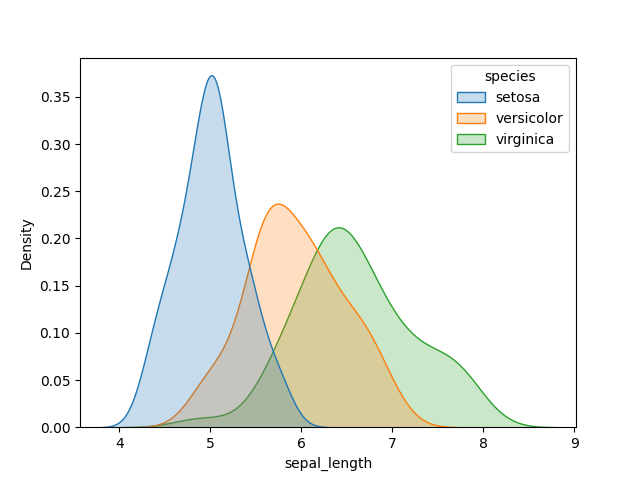 species
setosa
versicolor
virginica
Density
0.35
0.30
0.25
0.20
0.15
0.10
0.05
0.00
4 5 6 7 8 9
sepal_length